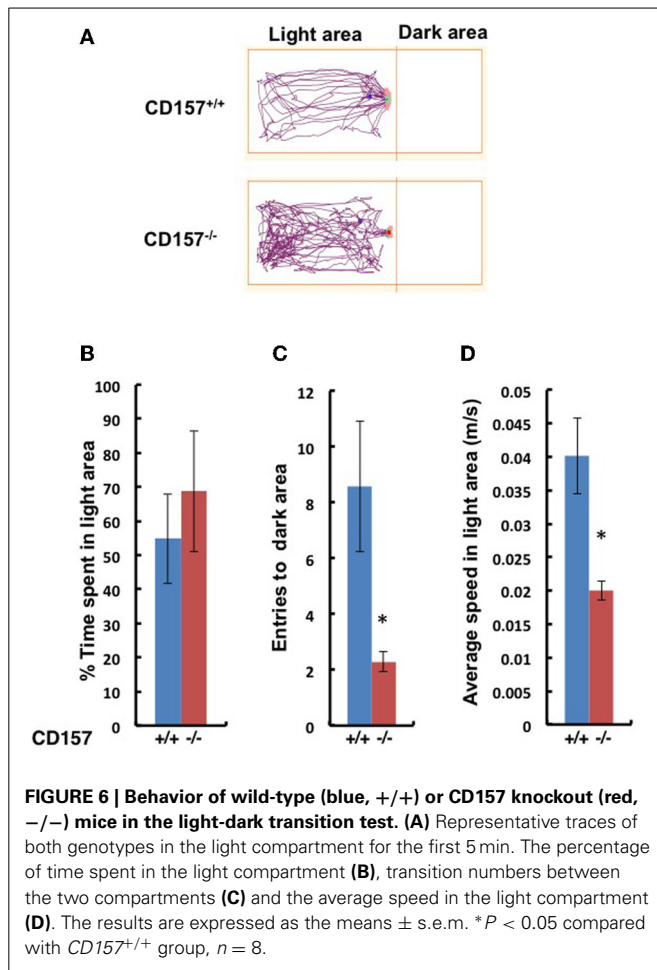 A
Light area Dark area
CD157+/+
CD157-/-
B
C
D
% Time spent in light area
100
90
80
70
60
50
40
30
20
10
0
Entries to dark area
12
10
8
6
4
2
0
*
Average speed in light area (m/s)
0.05
0.045
0.04
0.035
0.03
0.025
0.02
0.015
0.01
0.005
0
*
CD157
+/+ -/-
+/+ -/-
+/+ -/-
FIGURE 6 | Behavior of wild-type (blue, +/+) or CD157 knockout (red,
−/−) mice in the light-dark transition test. (A) Representative traces of
both genotypes in the light compartment for the first 5 min. The percentage
of time spent in the light compartment (B), transition numbers between
the two compartments (C) and the average speed in the light compartment
(D). The results are expressed as the means ± s.e.m. *P < 0.05 compared
with CD157+/+ group, n = 8.